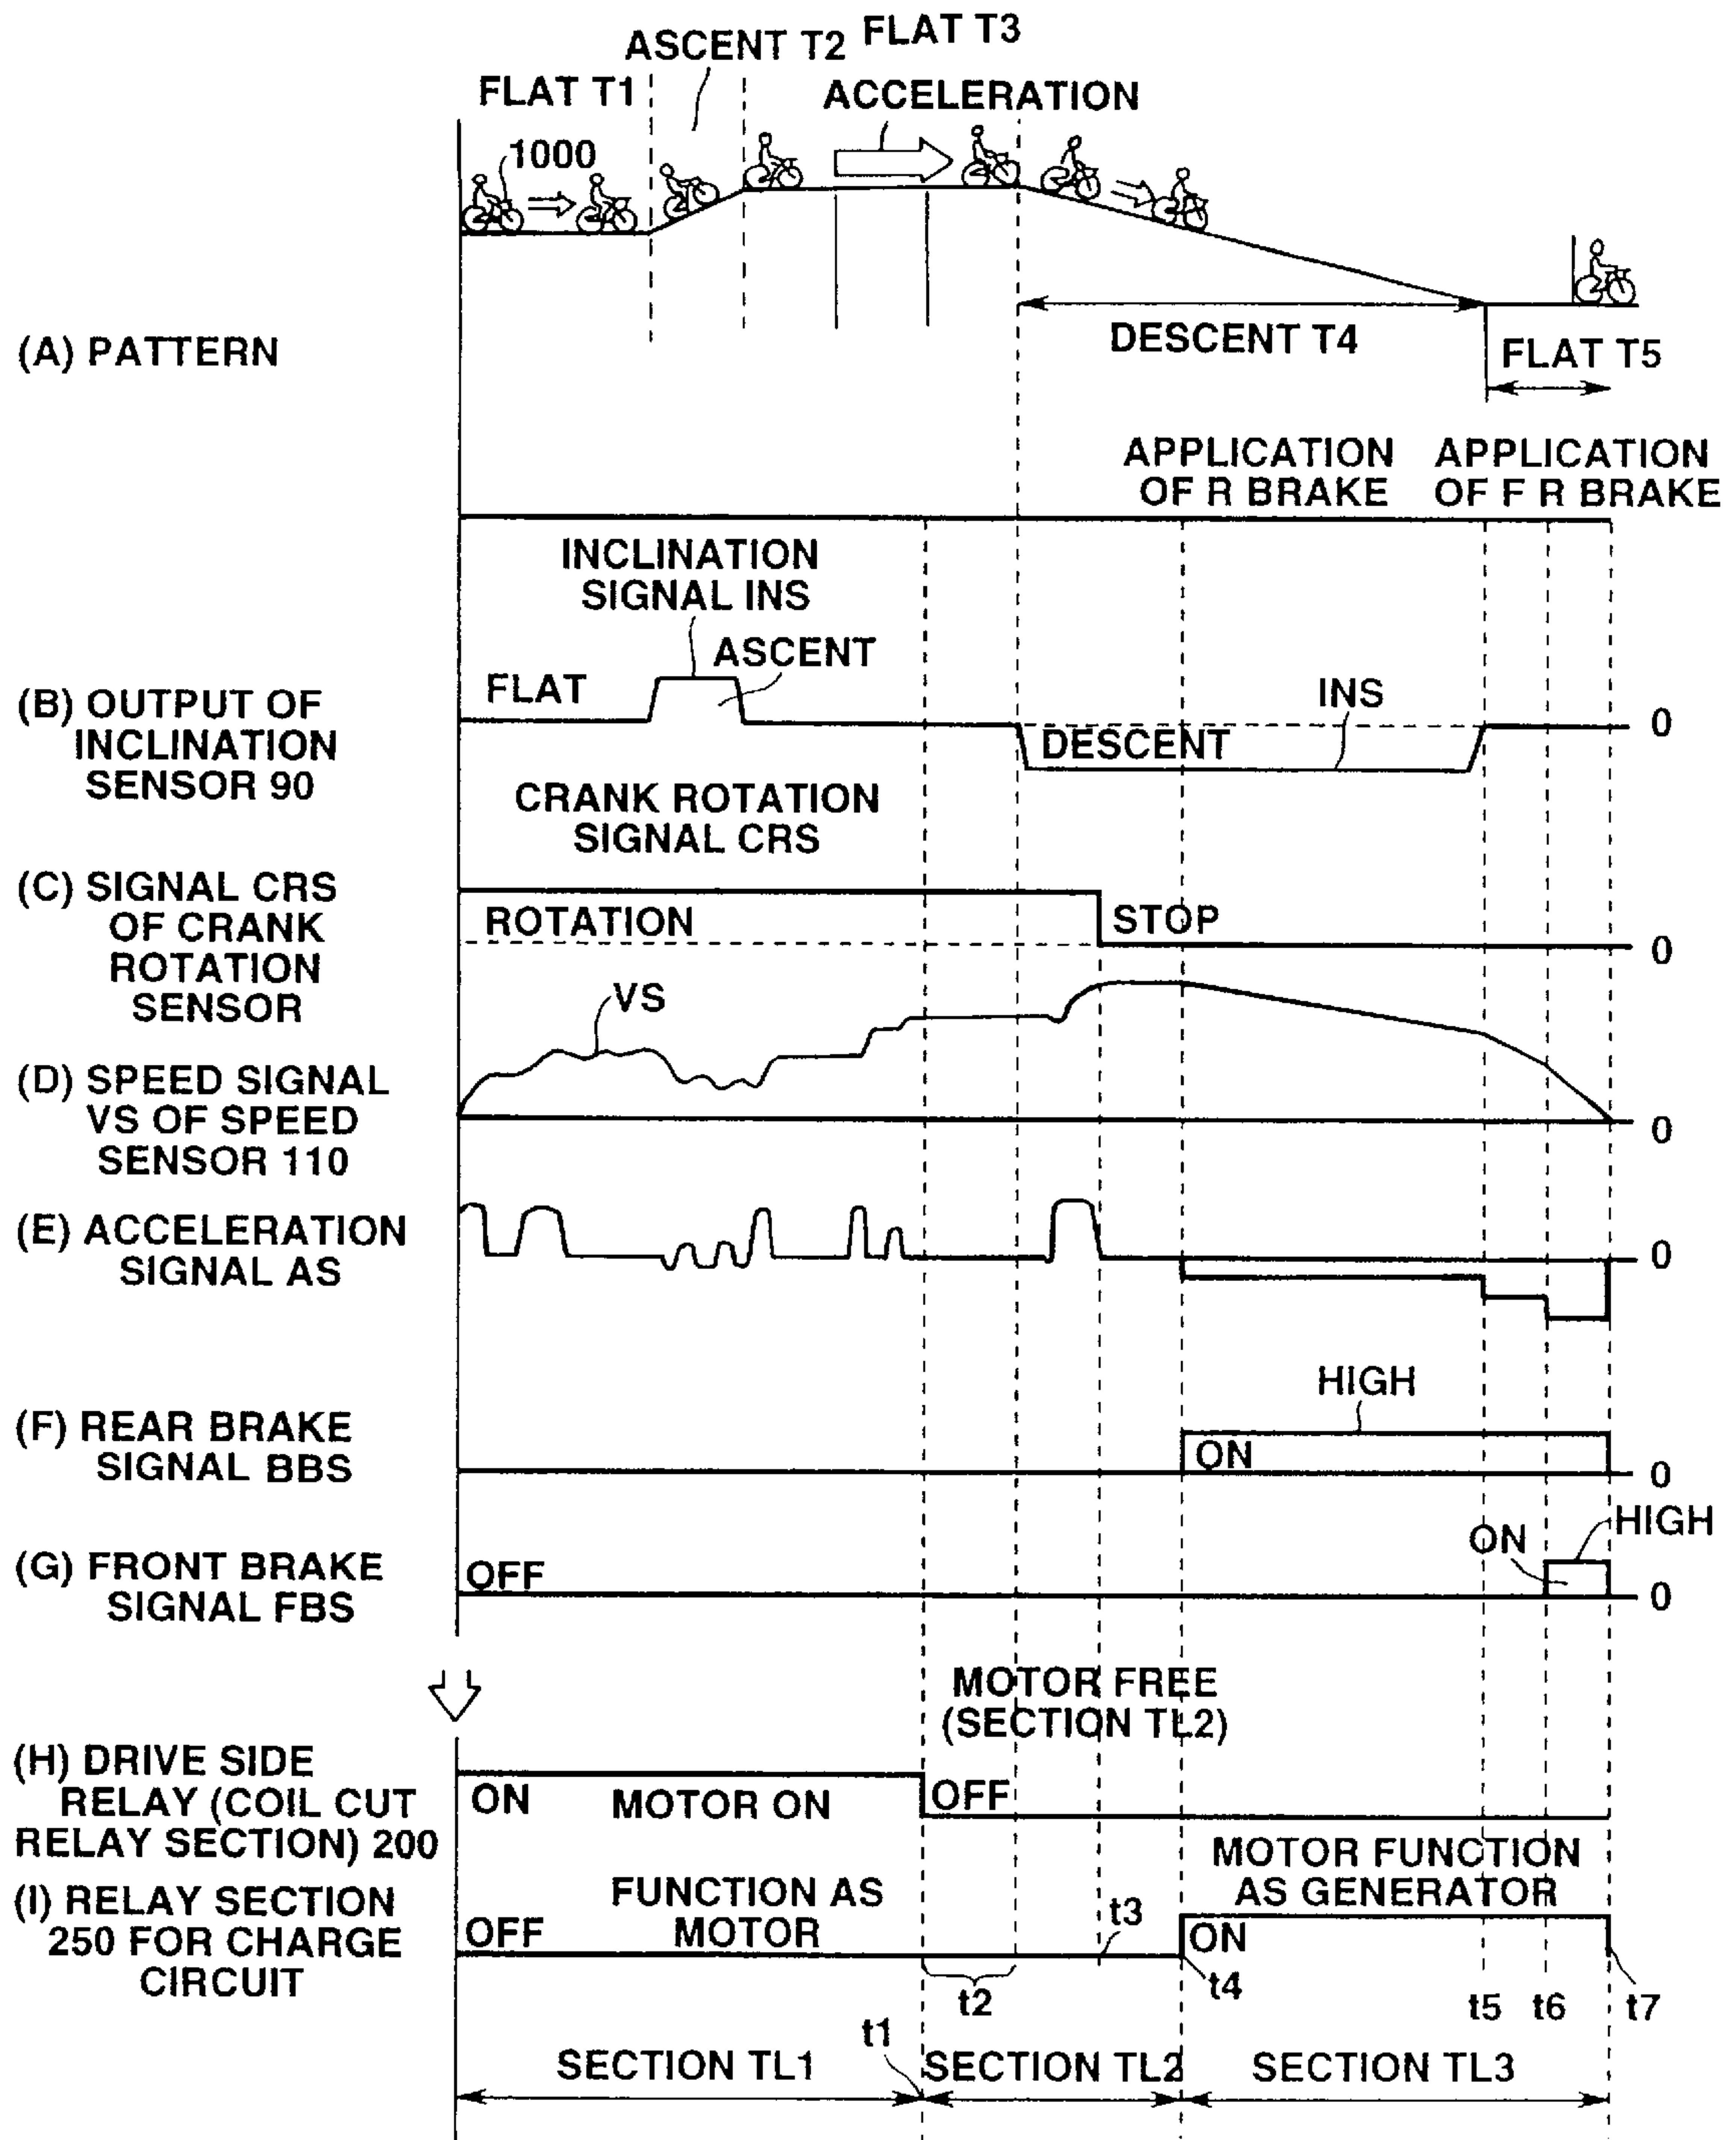 FLAT T3
ASCENT T2
FLAT T1
ACCELERATION
1000
DESCENT T4
(A) PATTERN
FLAT T5
APPLICATION
OF R BRAKE
APPLICATION
OF F R BRAKE
INCLINATION
SIGNAL INS
ASCENT
FLAT
INS
(B) OUTPUT OF
INCLINATION
SENSOR 90
0
DESCENT
CRANK ROTATION
SIGNAL CRS
(C) SIGNAL CRS
OF CRANK
ROTATION
SENSOR
ROTATION
STOP
0
VS
(D) SPEED SIGNAL
VS OF SPEED
SENSOR 110
0
(E) ACCELERATION
SIGNAL AS
0
HIGH
(F) REAR BRAKE
SIGNAL BBS
ON
0
HIGH
ON
(G) FRONT BRAKE
SIGNAL FBS
OFF
0
MOTOR FREE
(SECTION TL2)
(H) DRIVE SIDE
RELAY (COIL CUT
RELAY SECTION) 200
ON
MOTOR ON
OFF
MOTOR FUNCTION
AS GENERATOR
(I) RELAY SECTION
250 FOR CHARGE
CIRCUIT
OFF
FUNCTION AS
MOTOR
t3
ON
t4
t2
t5
t6
t7
t1
SECTION TL1
SECTION TL2
SECTION TL3